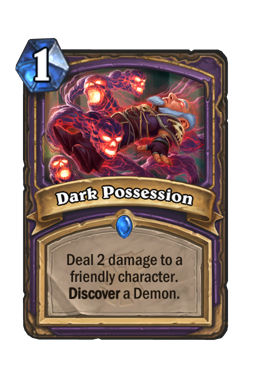 1
Dark Possession
Deal 2 damage to a
friendly character.
Discover a Demon.